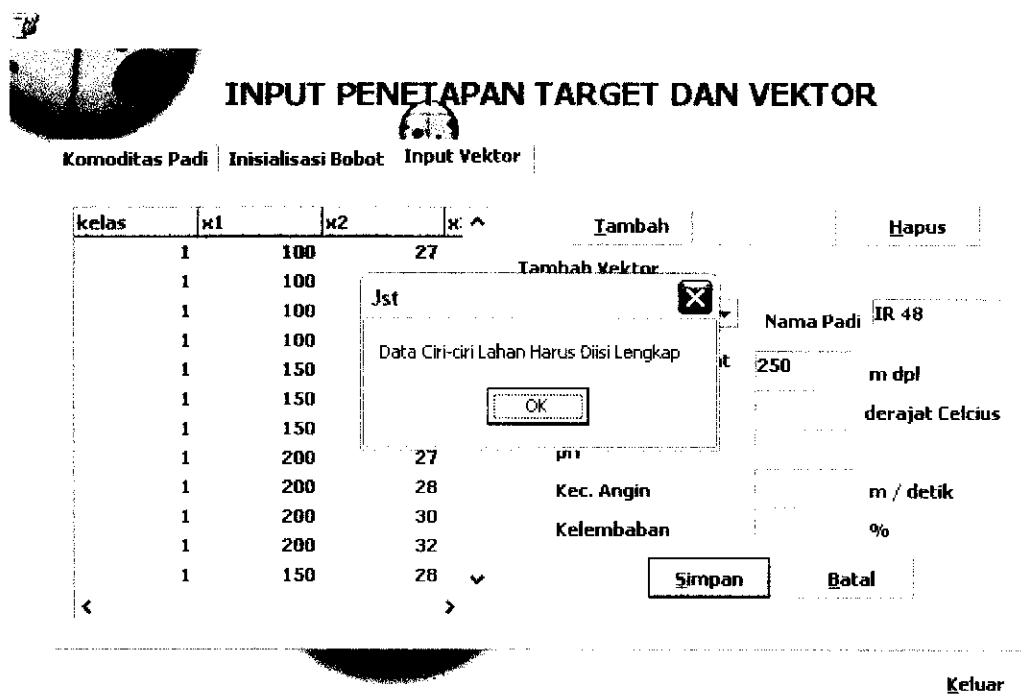 INPUT PENETAPAN TARGET DAN VEKTOR
Komoditas Padi Inisialisasi Bobot Input Vektor
kelas x1 x2
Tambah Hapus
Tambah Vektor
1 100 27
1 100
1 100
1 100
1 150
1 150
1 150
1 200 27
1 200 28
1 200 30
1 200 32
1 150 28
Jst
Data Ciri-ciri Lahan Harus Diisi Lengkap
OK
Nama Padi IR 48
250 m dpl
derajat Celcius
Kec. Angin m / detik
Kelembaban %
Simpan Batal
Keluar